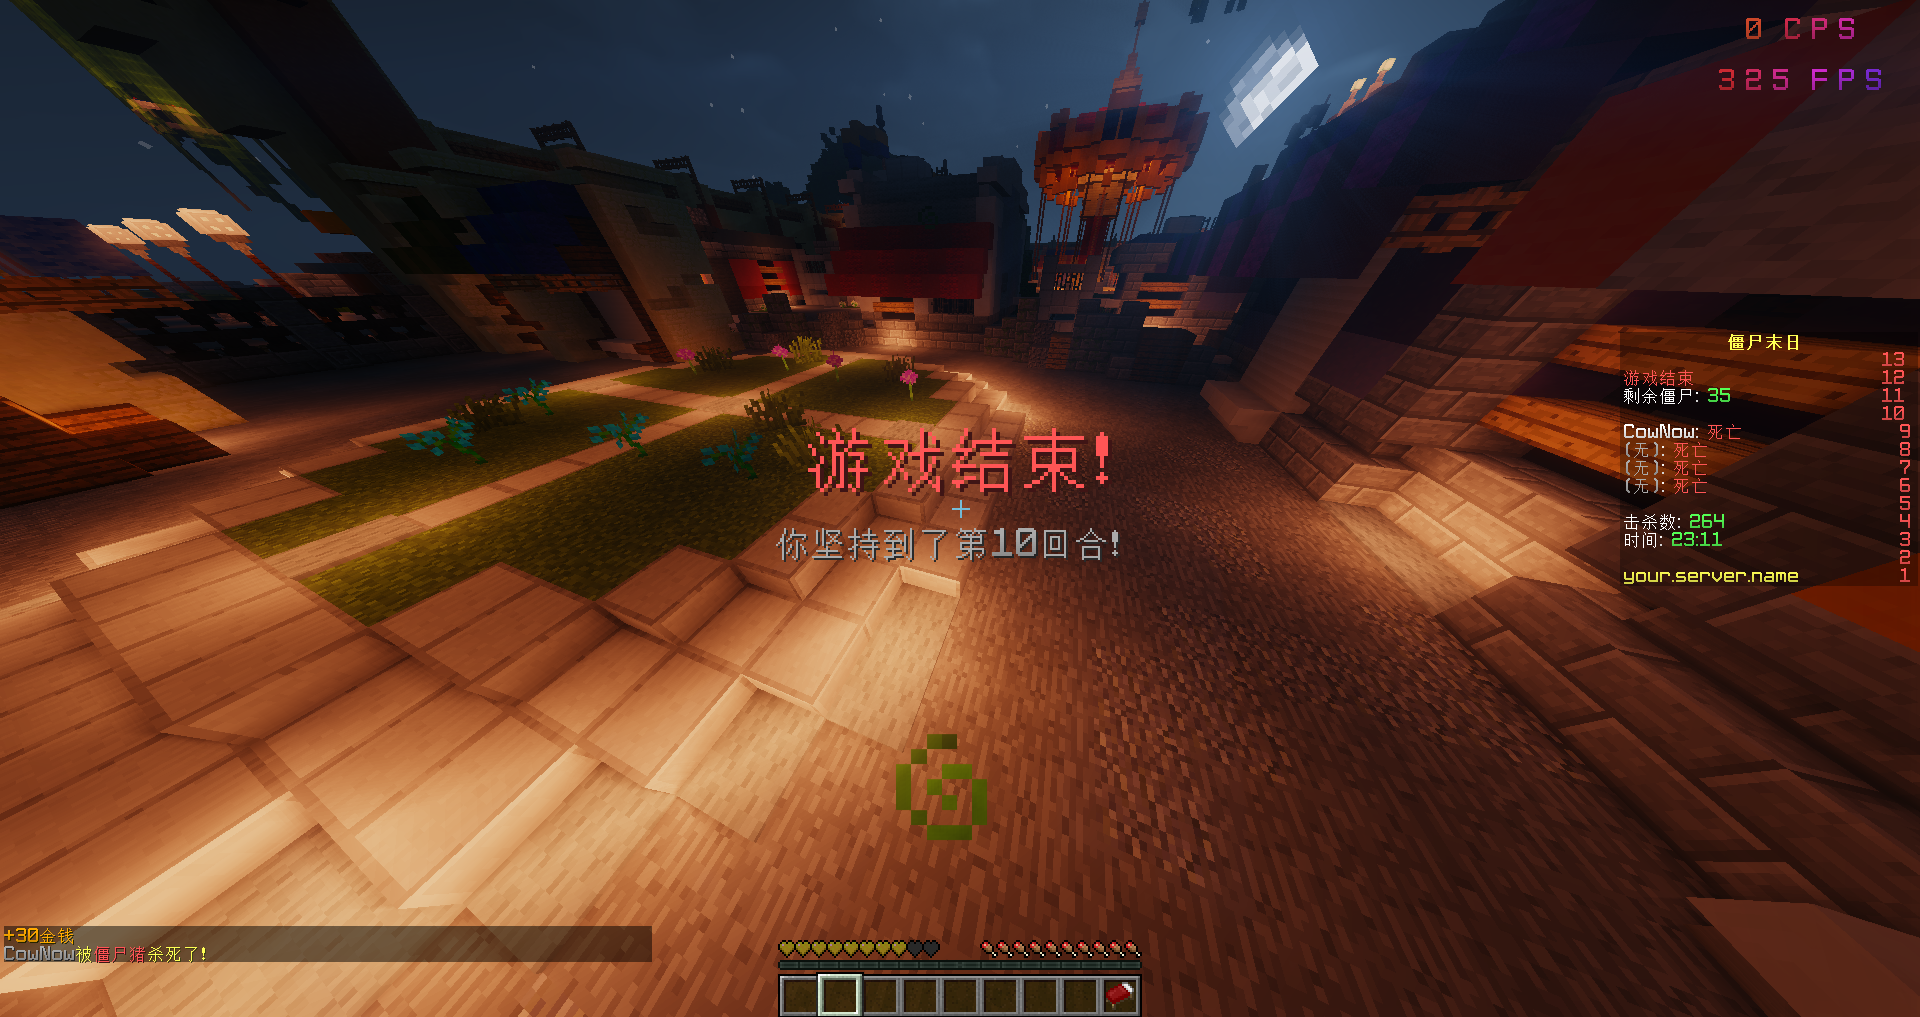 0 CPS
325 FPS
僵尸末日
13
游戏结束 12
剩余僵尸: 35 11
10
CowNow: 死亡 9
(无): 死亡 8
(无): 死亡 7
(无): 死亡 6
5
击杀数: 264 4
时间: 23:11 3
2
your.server.name 1
游戏结束!
你坚持到了第10回合!
+30金钱
CowNow被僵尸猪杀死了!